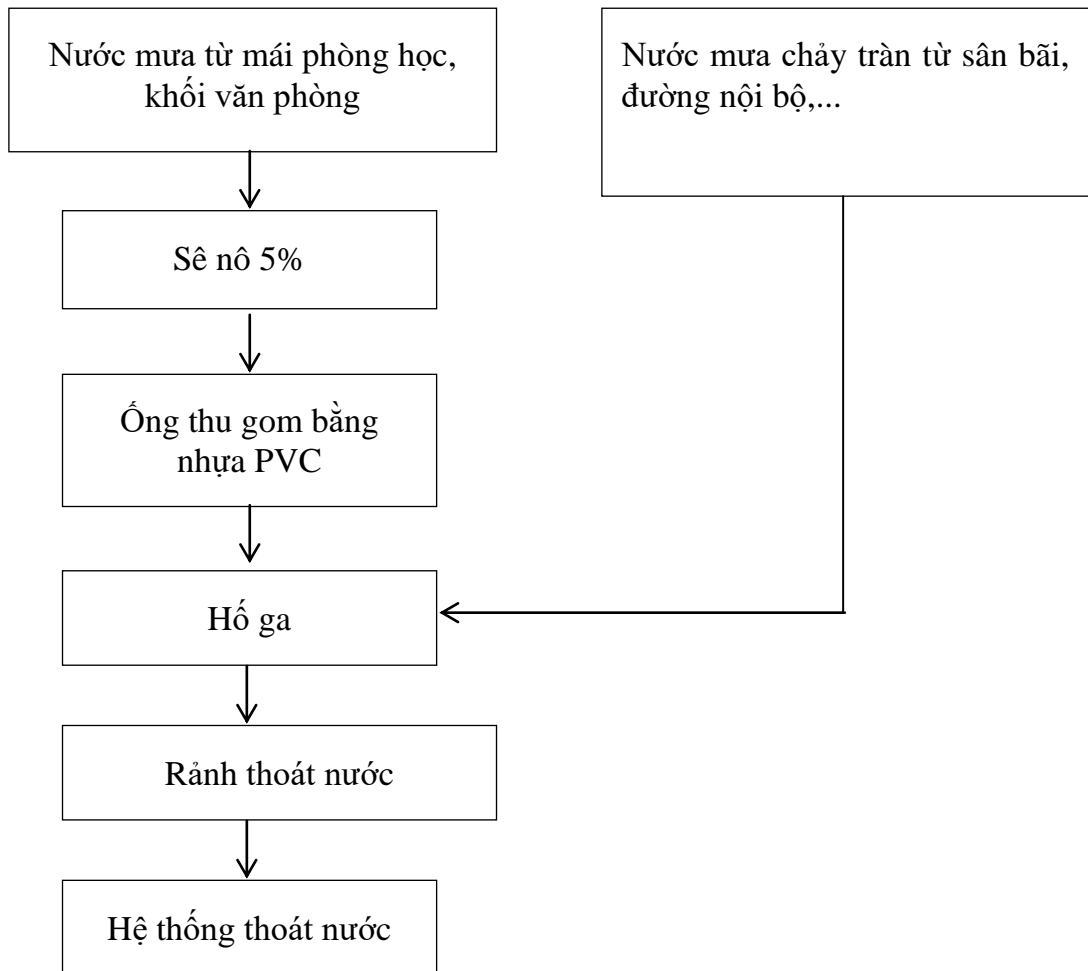 Nước mưa từ mái phòng học,
khối văn phòng
Nước mưa chảy tràn từ sân bãi,
đường nội bộ,...
Sê nô 5%
Ống thu gom bằng
nhựa PVC
Hố ga
Rảnh thoát nước
Hệ thống thoát nước